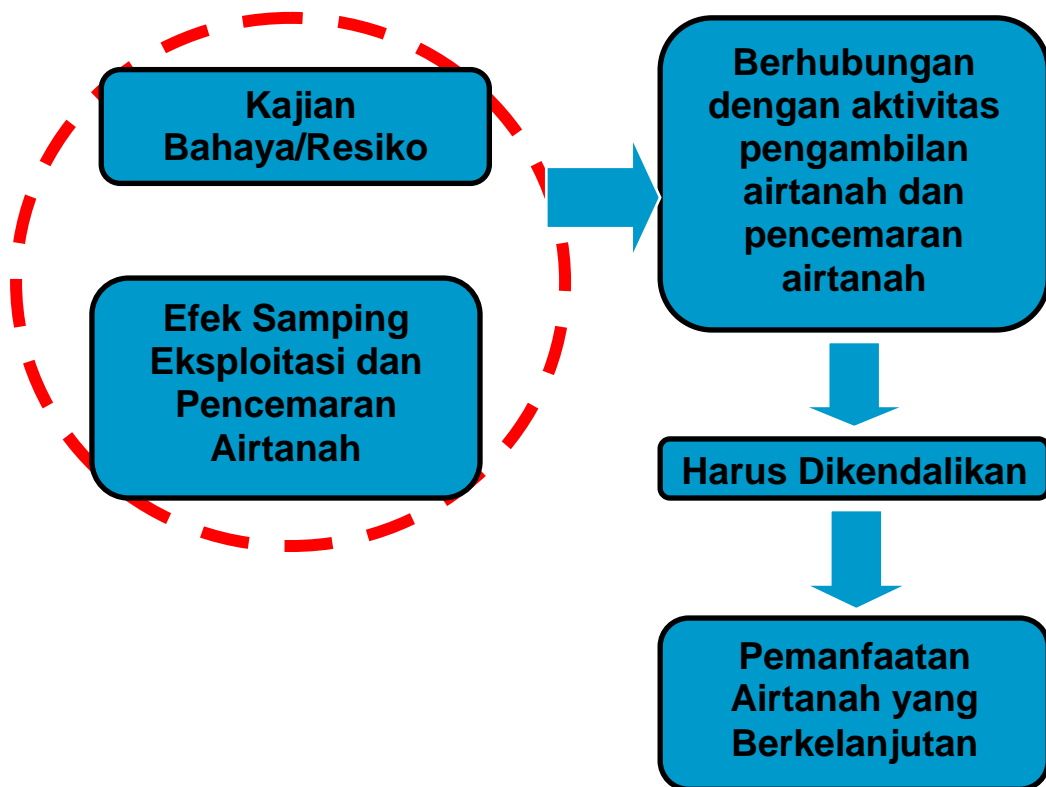 Kajian
Bahaya/Resiko
Efek Samping
Eksploitasi dan
Pencemaran
Airtanah
Berhubungan
dengan aktivitas
pengambilan
airtanah dan
pencemaran
airtanah
Harus Dikendalikan
Pemanfaatan
Airtanah yang
Berkelanjutan